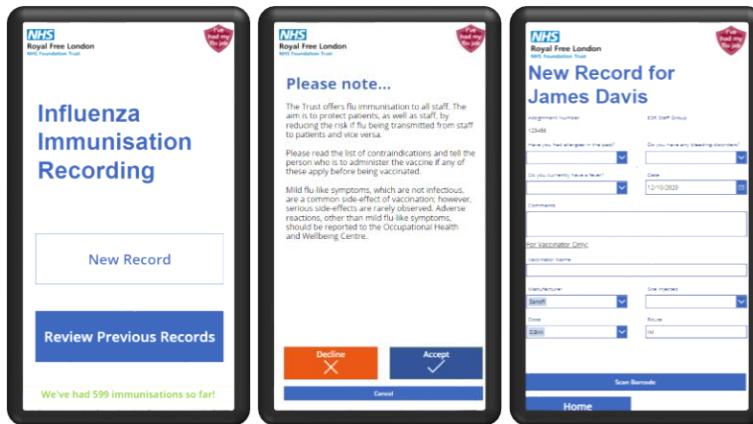 NHS
Royal Free London
NHS Foundation Trust
I've
had my
flu jab
Influenza
Immunisation
Recording
New Record
Review Previous Records
We've had 599 immunisations so far!
NHS
Royal Free London
NHS Foundation Trust
I've
had my
flu jab
Please note...
The Trust offers flu immunisation to all staff. The
aim is to protect patients, as well as staff, by
reducing the risk if flu being transmitted from staff
to patients and vice versa.
Please read the list of contraindications and tell the
person who is to administer the vaccine if any of
these apply before being vaccinated.
Mild flu-like symptoms, which are not infectious,
are a common side-effect of vaccination; however,
serious side-effects are rarely observed. Adverse
reactions, other than mild flu-like symptoms,
should be reported to the Occupational Health
and Wellbeing Centre.
Decline
Accept
Cancel
NHS
Royal Free London
NHS Foundation Trust
I've
had my
flu jab
New Record for
James Davis
Assignment Number
ESR Staff Group
123456
Have you had allergies in the past?
Do you have any bleeding disorders?
Do you currently have a fever?
Date
12/10/2020
Comments
For Vaccinator Only:
Vaccinator Name
Manufacturer
Site Injected
Sanofi
Dose
Route
0.5ml
IM
Scan Barcode
Home